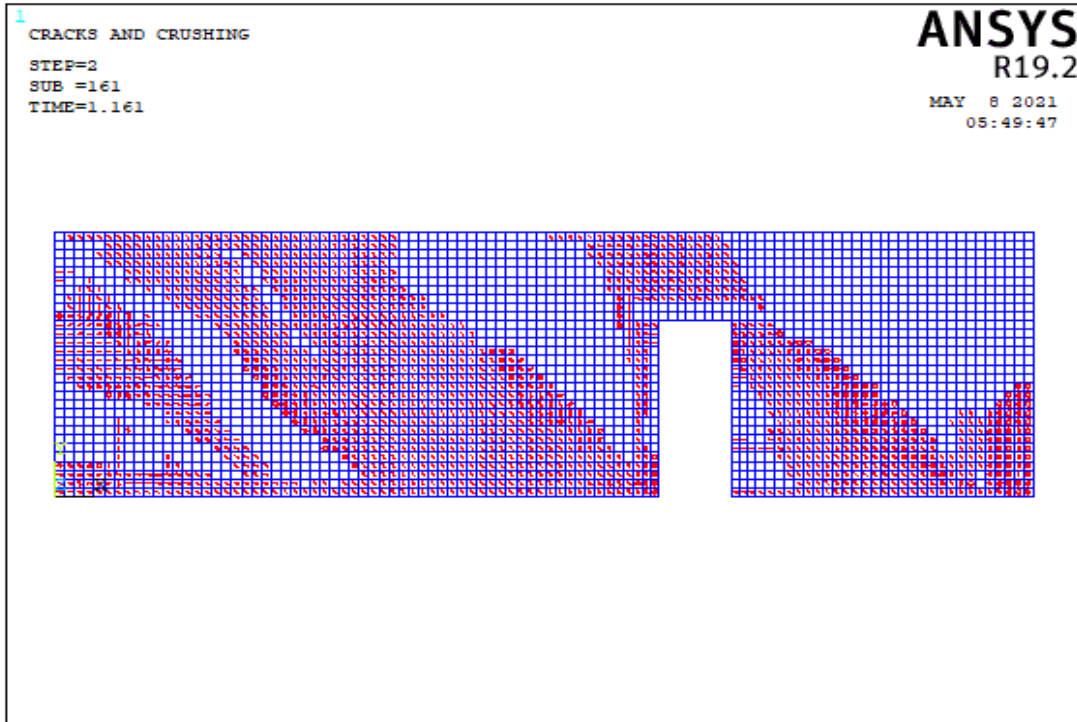 1
CRACKS AND CRUSHING
STEP=2
SUB =161
TIME=1.161
ANSYS
R19.2
MAY 8 2021
05:49:47
Y